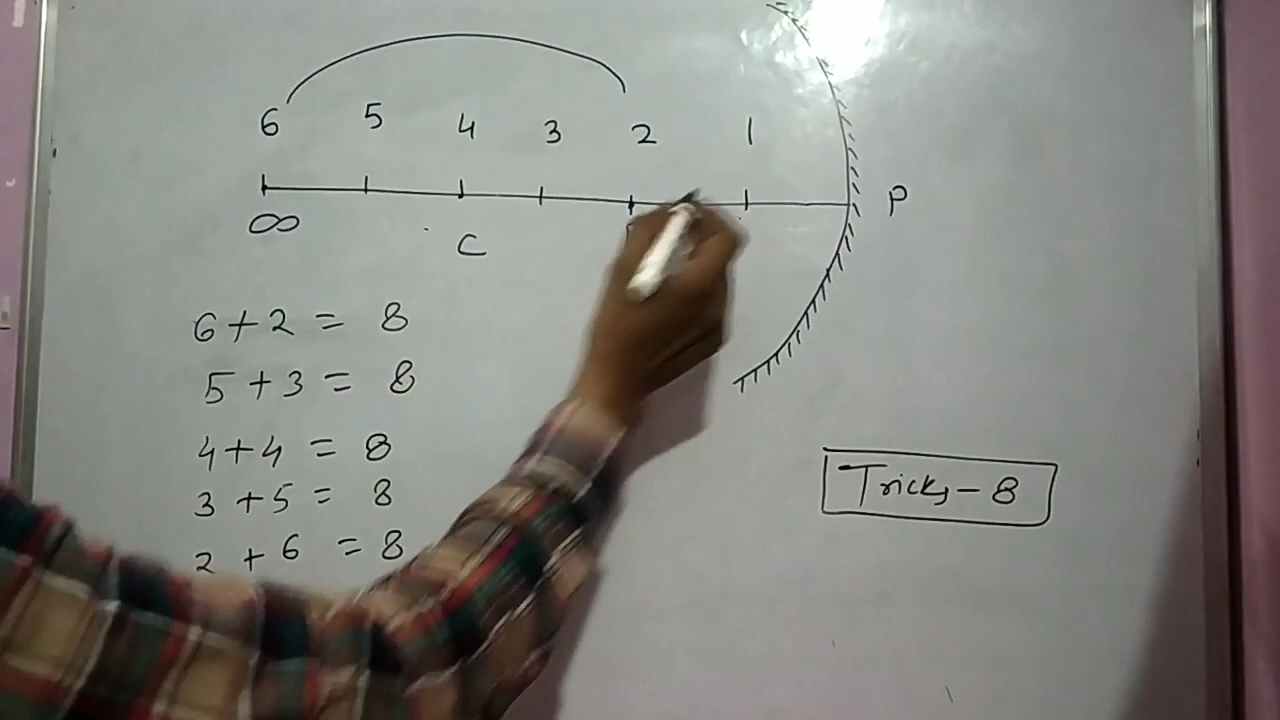 6 5 4 3 2 1
P
∞ C
6+2 = 8
5+3 = 8
4+4 = 8
3+5 = 8
2+6 = 8
Tricks-8